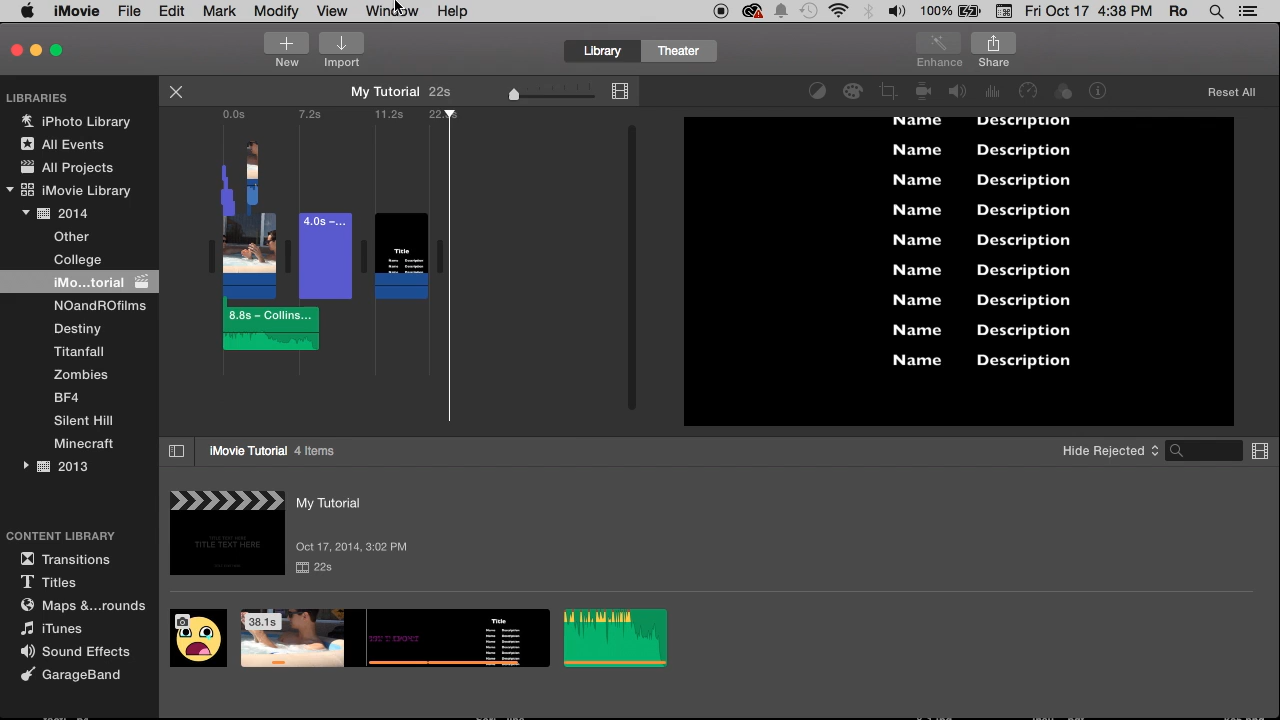 iMovie File Edit Mark Modify View Window Help 100% Fri Oct 17 4:38 PM Ro
New Import Library Theater Enhance Share
LIBRARIES
iPhoto Library
All Events
All Projects
iMovie Library
2014
Other
College
iMo...torial
NOandROfilms
Destiny
Titanfall
Zombies
BF4
Silent Hill
Minecraft
2013
CONTENT LIBRARY
Transitions
Titles
Maps &...rounds
iTunes
Sound Effects
GarageBand
My Tutorial 22s
Reset All
0.0s 7.2s 11.2s
4.0s –...
Title
8.8s – Collins...
Name Description
Name Description
Name Description
Name Description
Name Description
Name Description
Name Description
Name Description
Name Description
iMovie Tutorial 4 Items
Hide Rejected
My Tutorial
TITLE TEXT HERE
Oct 17, 2014, 3:02 PM
22s
38.1s
Title